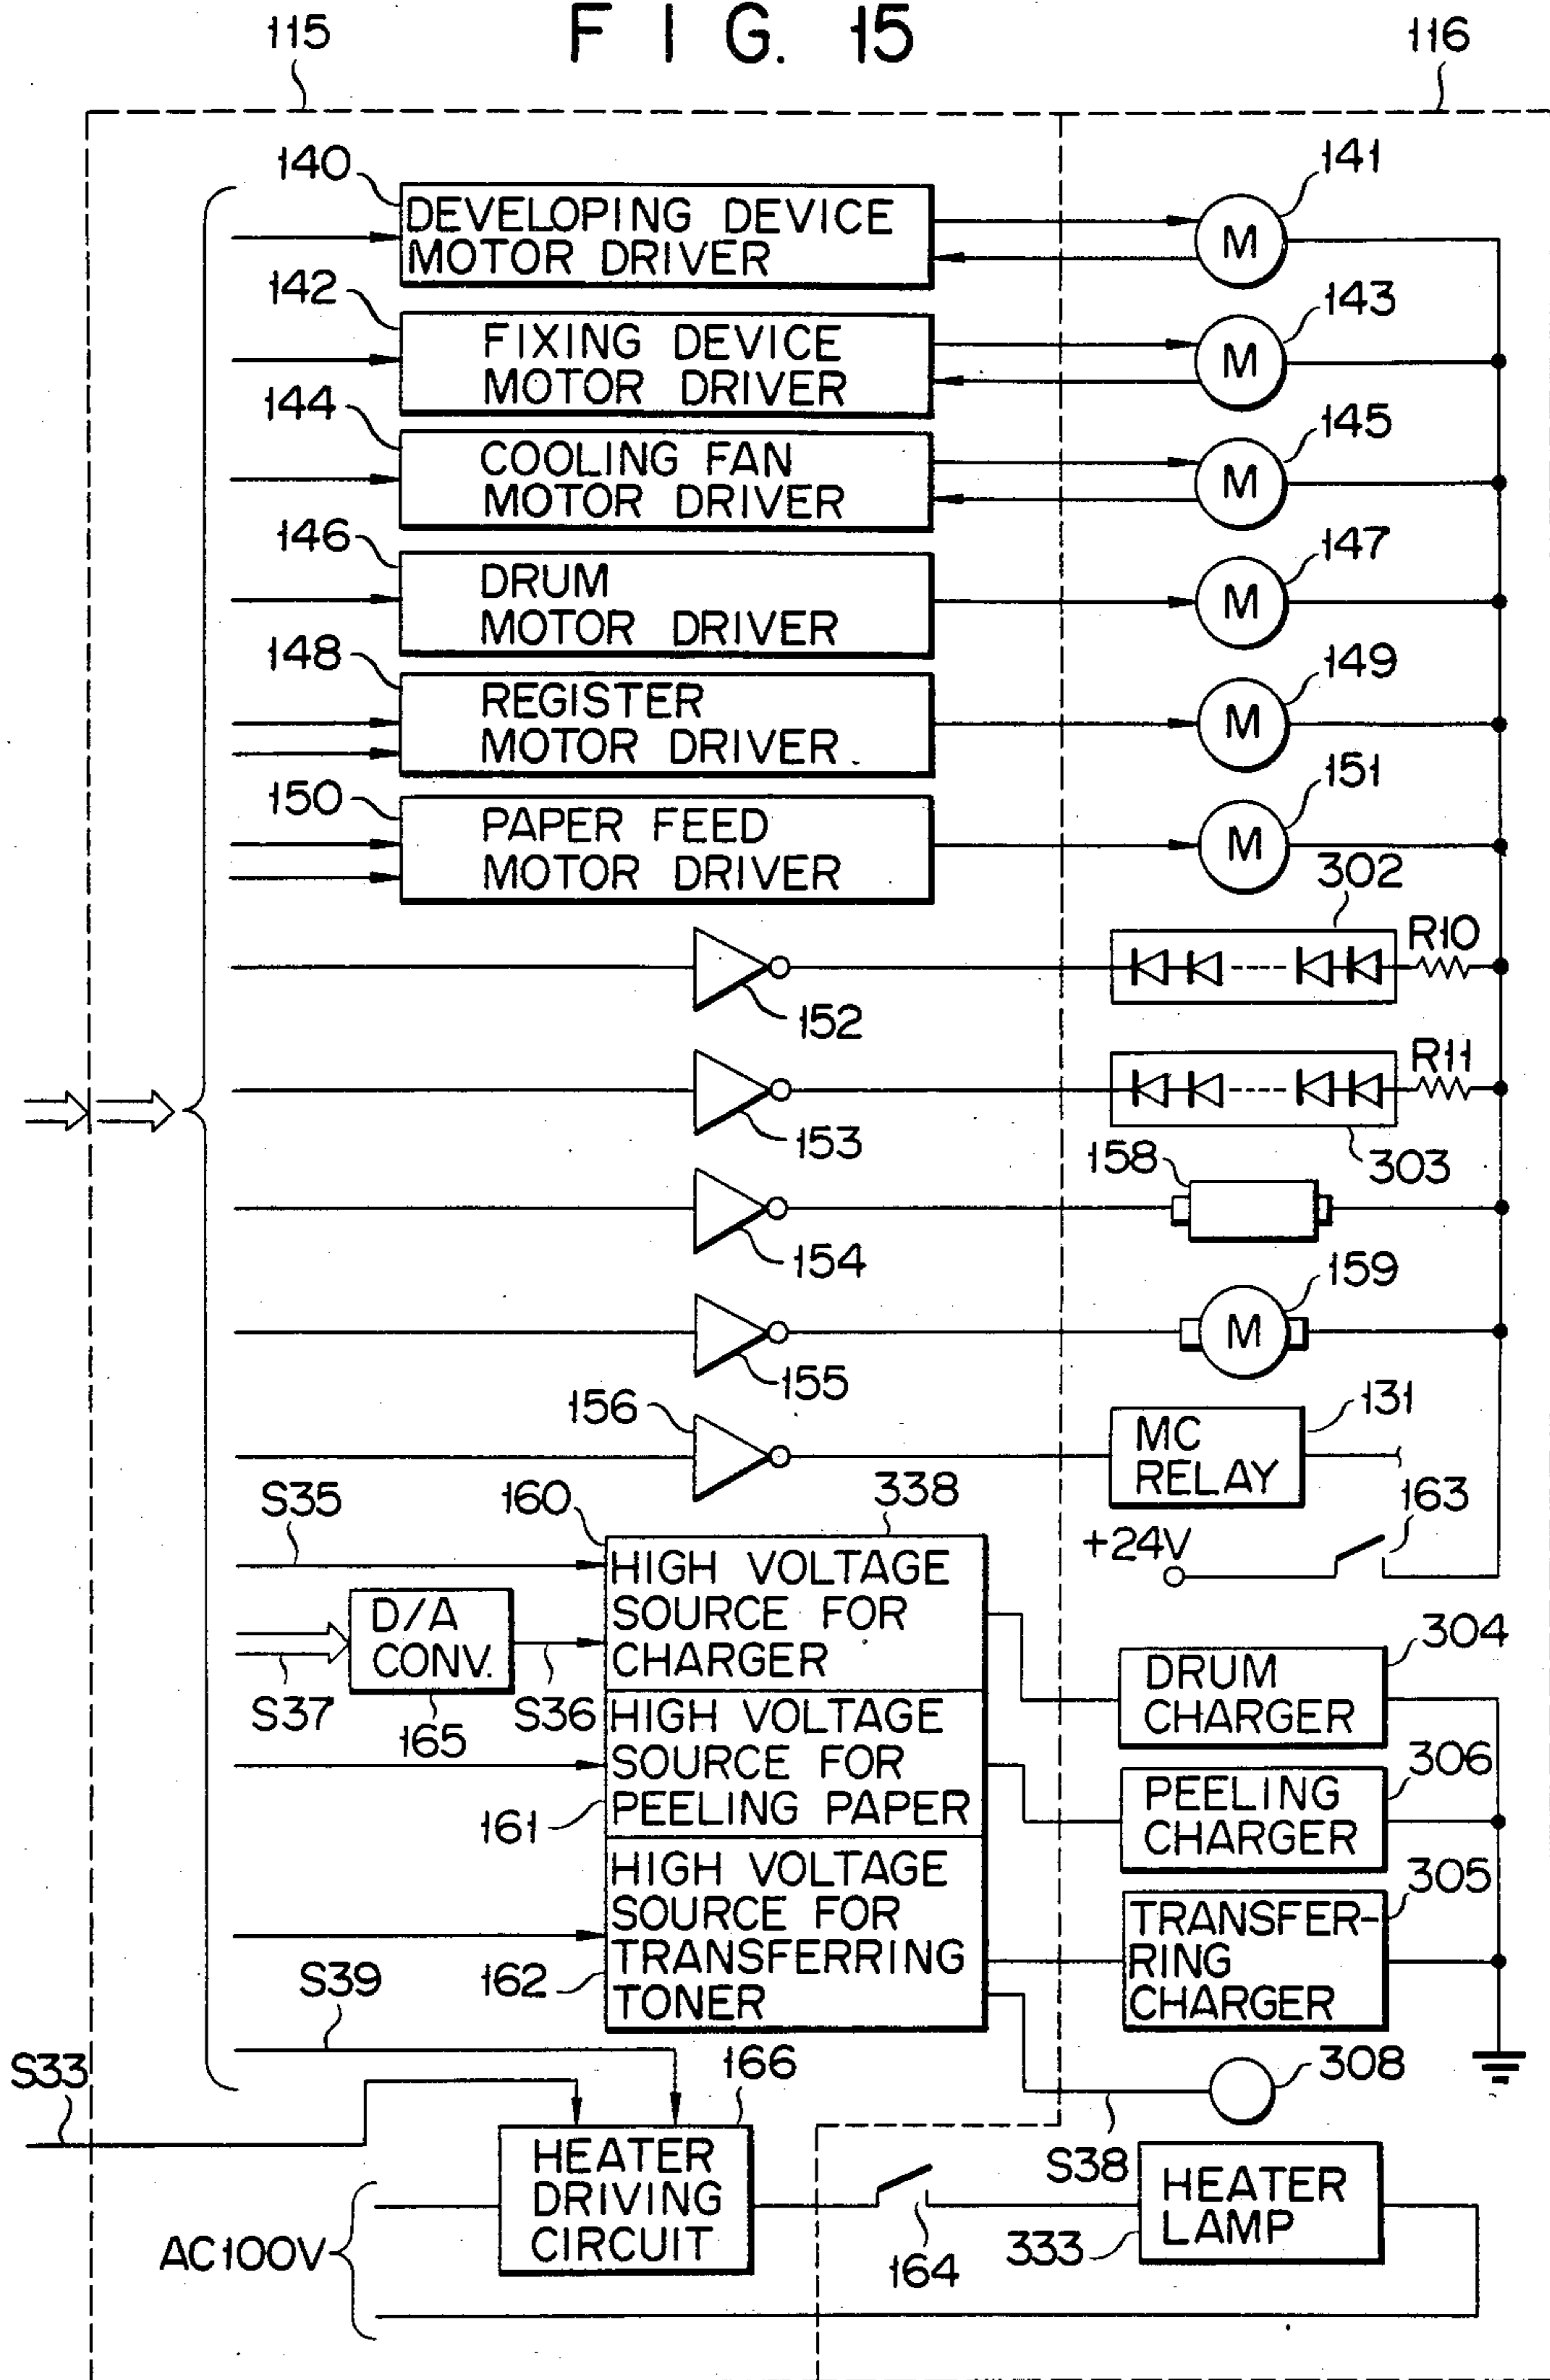 FIG. 15
115
116
140
DEVELOPING DEVICE
MOTOR DRIVER
M
141
142
FIXING DEVICE
MOTOR DRIVER
M
143
144
COOLING FAN
MOTOR DRIVER
M
145
146
DRUM
MOTOR DRIVER
M
147
148
REGISTER
MOTOR DRIVER
M
149
150
PAPER FEED
MOTOR DRIVER
M
151
302
R10
152
R11
153
303
158
154
159
M
155
156
MC
RELAY
131
S35
160
338
+24V
163
HIGH VOLTAGE
SOURCE FOR
CHARGER
D/A
CONV.
S37
165
S36
DRUM
CHARGER
304
HIGH VOLTAGE
SOURCE FOR
PEELING PAPER
161
PEELING
CHARGER
306
HIGH VOLTAGE
SOURCE FOR
TRANSFERRING
TONER
162
TRANSFER-
RING
CHARGER
305
S39
S33
166
308
S38
HEATER
DRIVING
CIRCUIT
164
HEATER
LAMP
333
AC100V